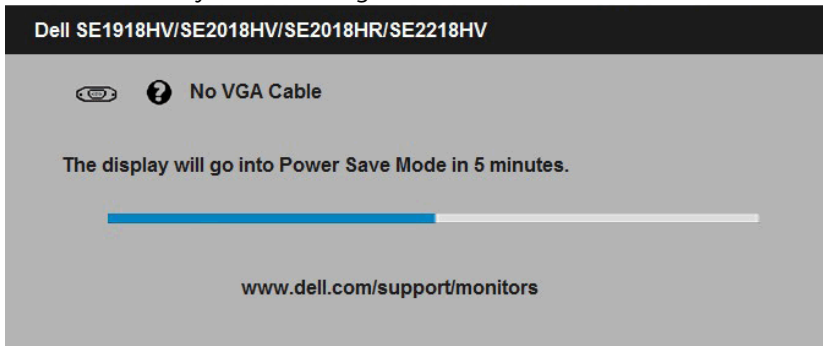 Dell SE1918HV/SE2018HV/SE2018HR/SE2218HV
No VGA Cable
The display will go into Power Save Mode in 5 minutes.
www.dell.com/support/monitors